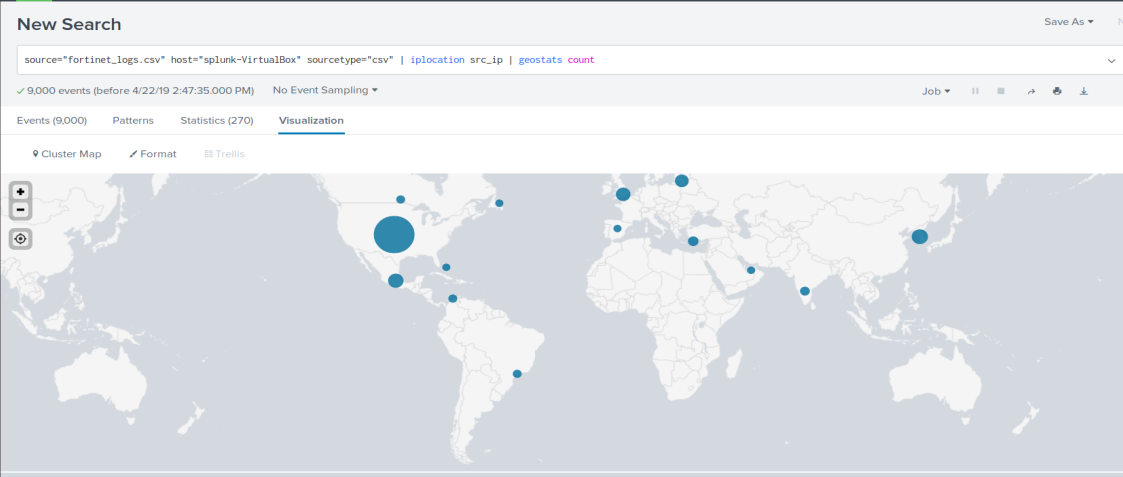 New Search
Save As
source="fortinet_logs.csv" host="splunk-VirtualBox" sourcetype="csv" | iplocation src_ip | geostats count
9,000 events (before 4/22/19 2:47:35.000 PM)
No Event Sampling
Job
Events (9,000)
Patterns
Statistics (270)
Visualization
Cluster Map
Format
Trellis